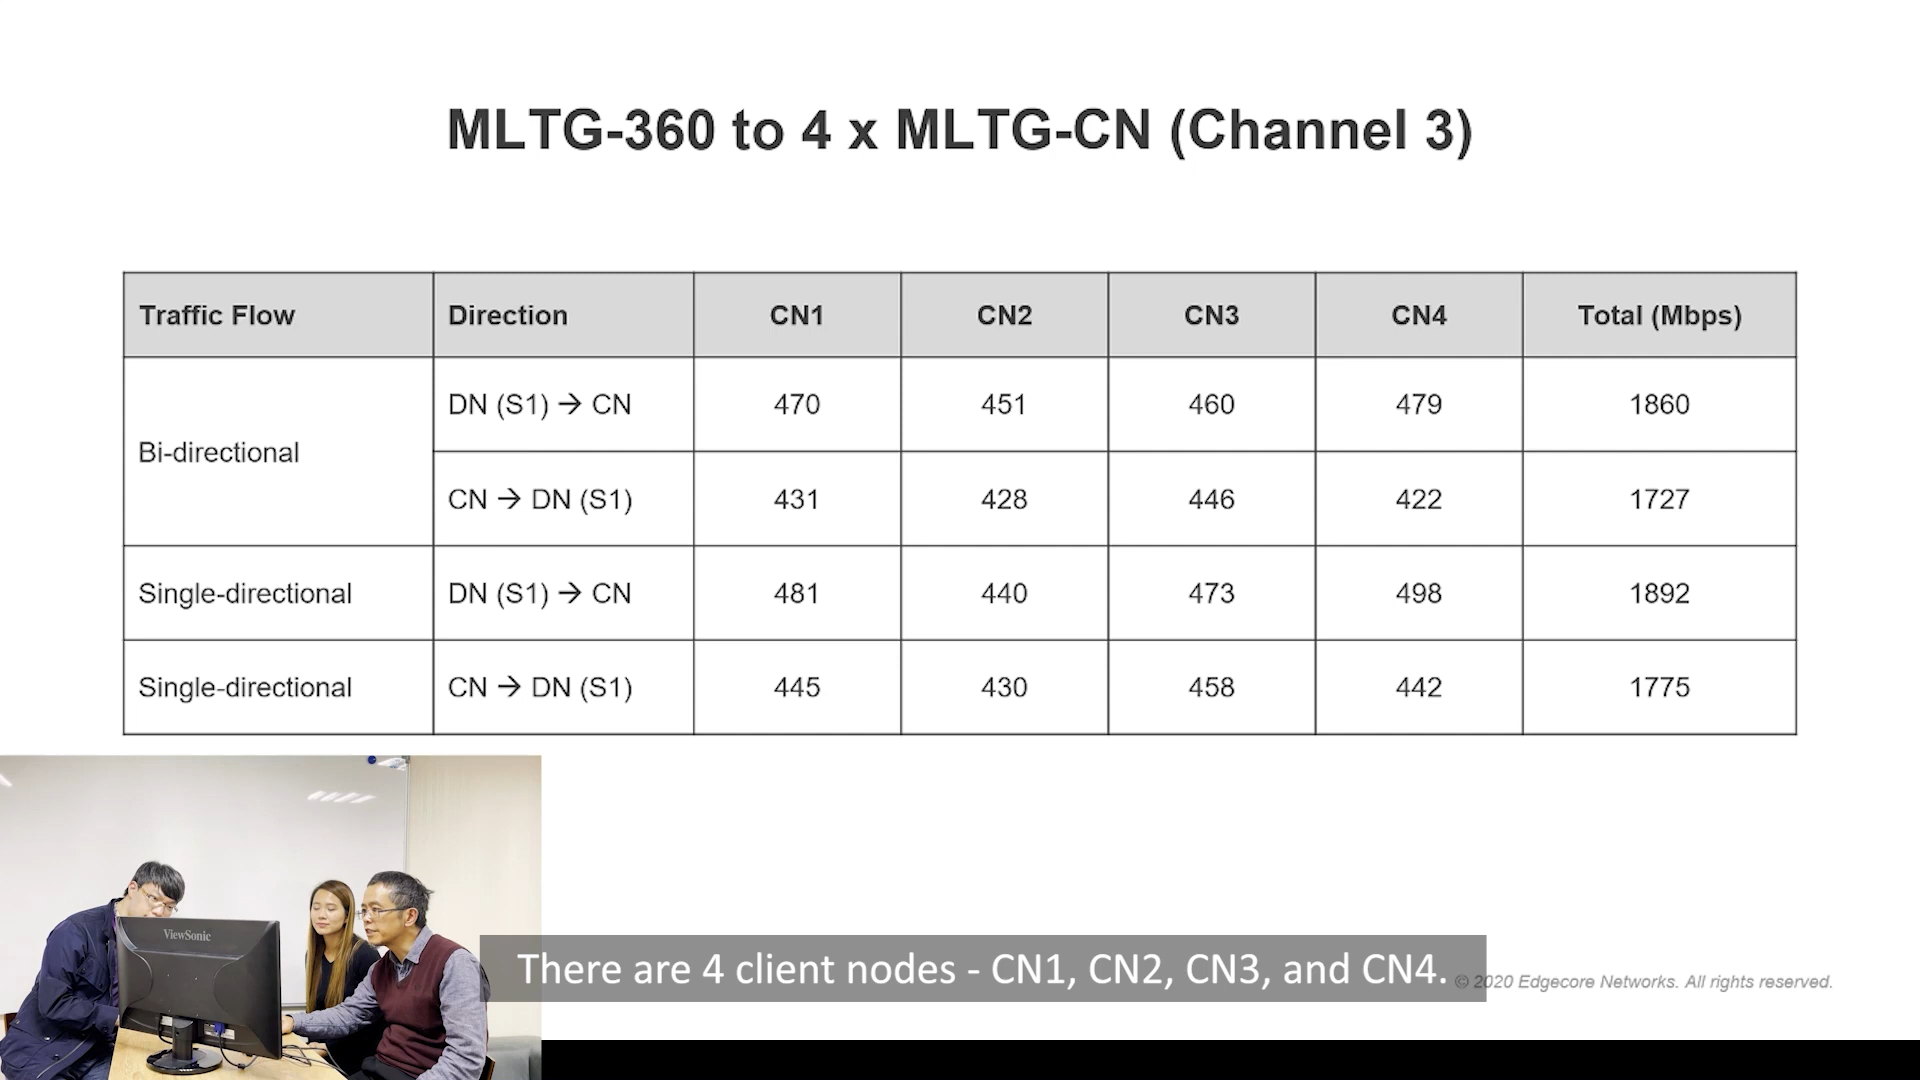 MLTG-360 to 4 x MLTG-CN (Channel 3)
Traffic Flow Direction CN1 CN2 CN3 CN4 Total (Mbps)
Bi-directional DN (S1) → CN 470 451 460 479 1860
CN → DN (S1) 431 428 446 422 1727
Single-directional DN (S1) → CN 481 440 473 498 1892
Single-directional CN → DN (S1) 445 430 458 442 1775
ViewSonic
There are 4 client nodes - CN1, CN2, CN3, and CN4.
© 2020 Edgecore Networks. All rights reserved.